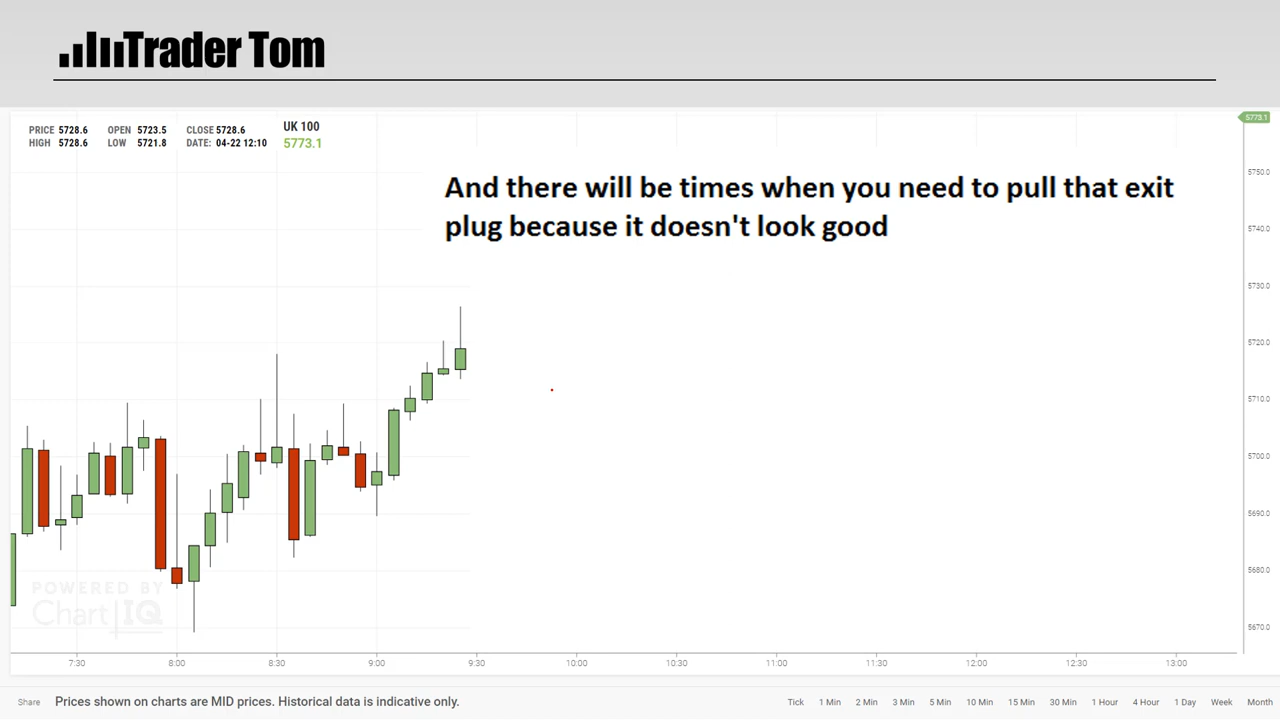 Trader Tom
PRICE 5728.6 OPEN 5723.5 CLOSE 5728.6 UK 100
HIGH 5728.6 LOW 5721.8 DATE: 04-22 12:10 5773.1
5773.1
And there will be times when you need to pull that exit
plug because it doesn't look good
5750.0
5740.0
5730.0
5720.0
5710.0
5700.0
5690.0
5680.0
5670.0
POWERED BY
ChartIQ
7:30 8:00 8:30 9:00 9:30 10:00 10:30 11:00 11:30 12:00 12:30 13:00
Share Prices shown on charts are MID prices. Historical data is indicative only. Tick 1 Min 2 Min 3 Min 5 Min 10 Min 15 Min 30 Min 1 Hour 4 Hour 1 Day Week Month